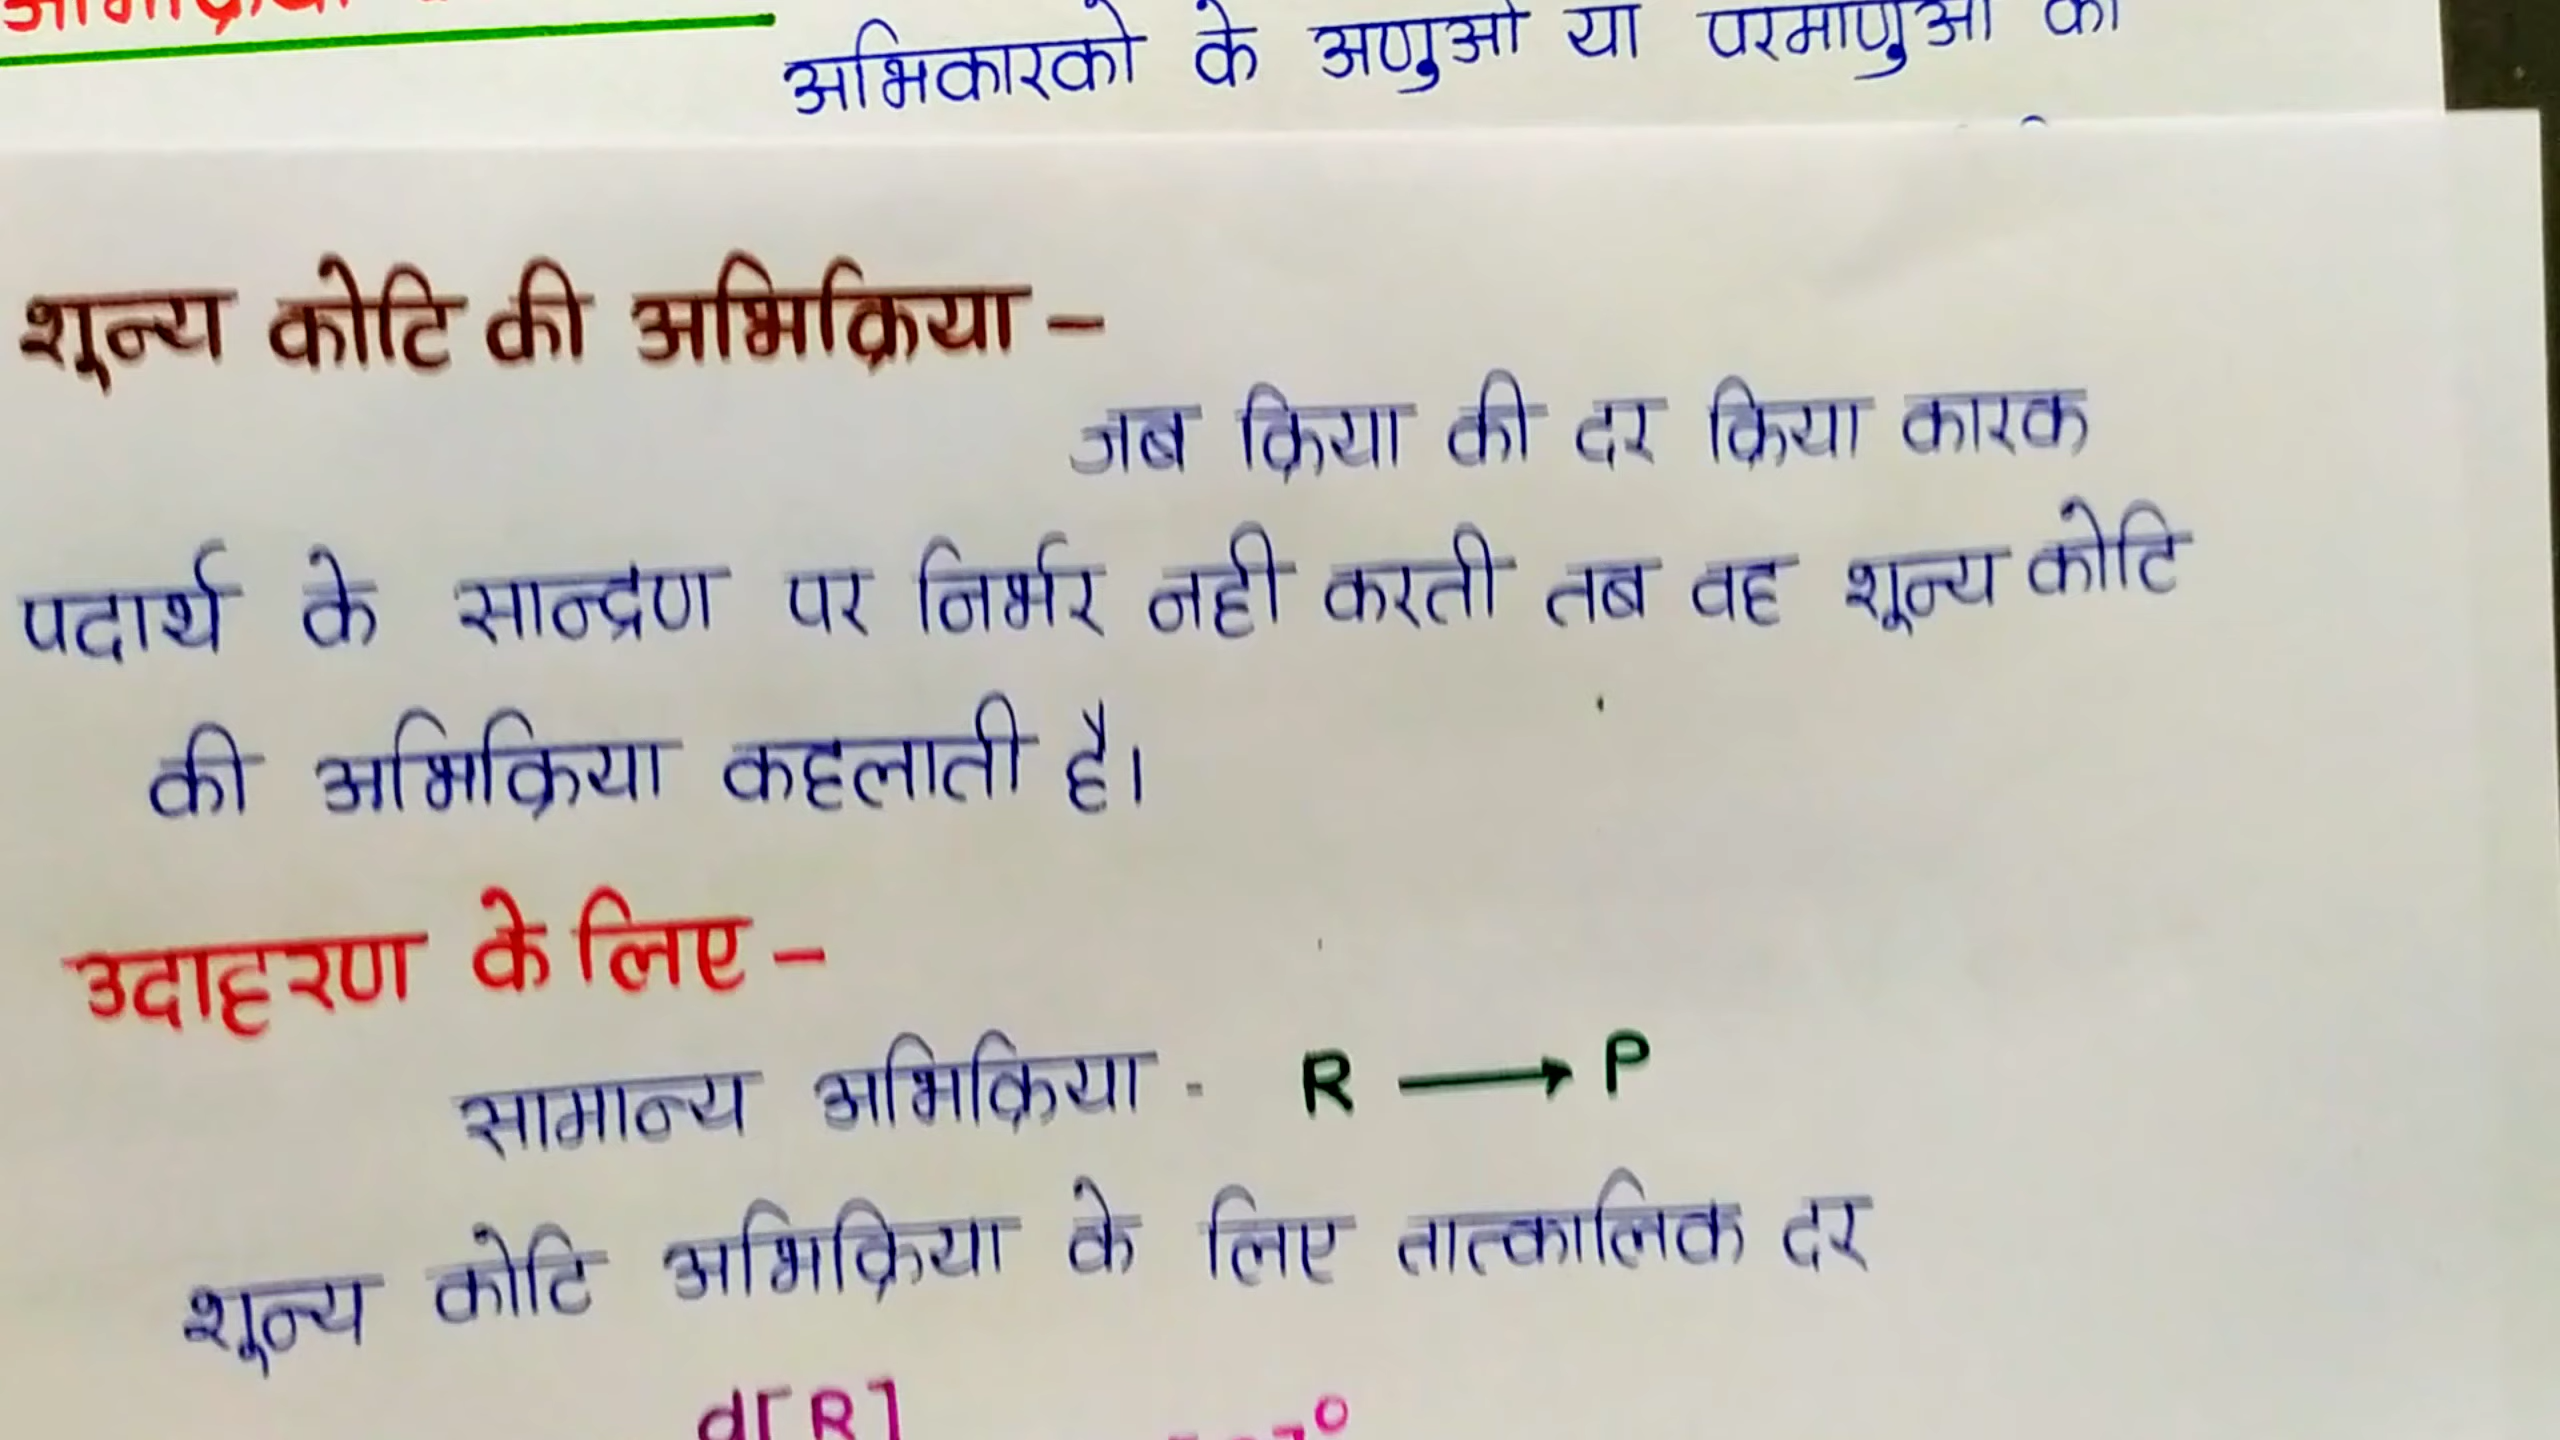 अभिक्रिया
अभिकारको के अणुओ या परमाणुओ की
शून्य कोटि की अभिक्रिया -
जब क्रिया की दर क्रिया कारक
पदार्थ के सान्द्रण पर निर्भर नही करती तब वह शून्य कोटि
की अभिक्रिया कहलाती है।
उदाहरण के लिए -
सामान्य अभिक्रिया - R ⟶ P
शून्य कोटि अभिक्रिया के लिए तात्कालिक दर
d[R]